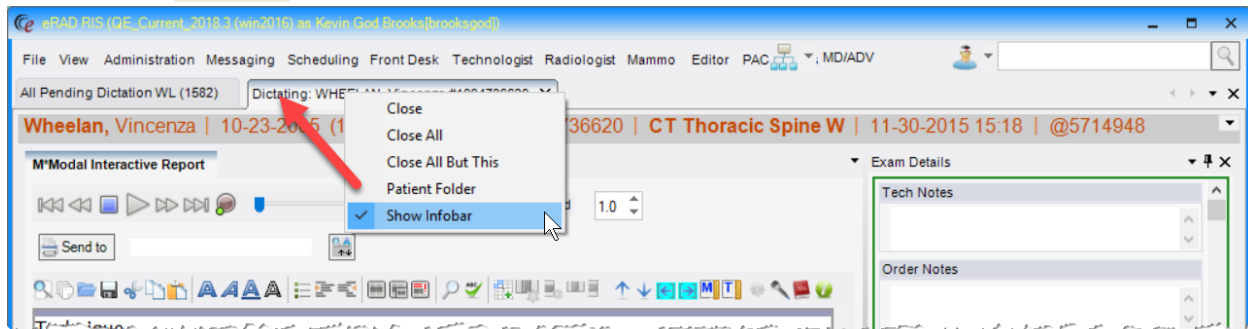 eRAD RIS (QE_Current_2018.3 (win2016) as Kevin God Brooks[brooksgod])
File View Administration Messaging Scheduling Front Desk Technologist Radiologist Mammo Editor PAC ; MD/ADV
All Pending Dictation WL (1582) Dictating:
Close
Wheelan, Vincenza | 10-23-2005 (1 36620 | CT Thoracic Spine W | 11-30-2015 15:18 | @5714948
Close All
M*Modal Interactive Report
Close All But This
Exam Details
Patient Folder
Tech Notes
Show Infobar
1.0
Send to
Order Notes